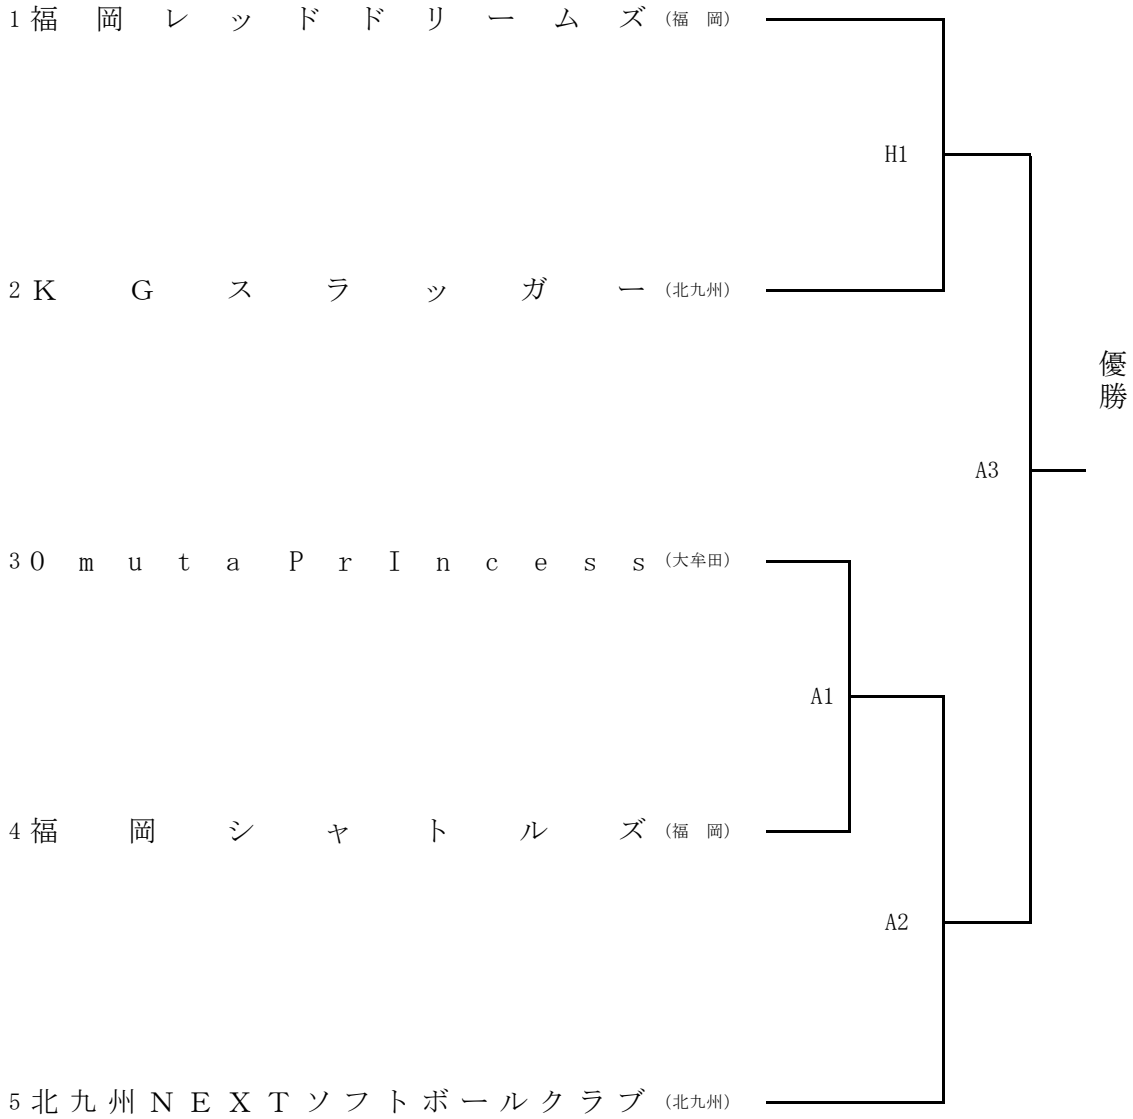 1 福岡レッドドリームズ (福　岡)
H1
2 KGスラッガー (北九州)
優勝
A3
3 Omuta PrIncess (大牟田)
A1
4 福岡シャトルズ (福　岡)
A2
5 北九州NEXTソフトボールクラブ (北九州)